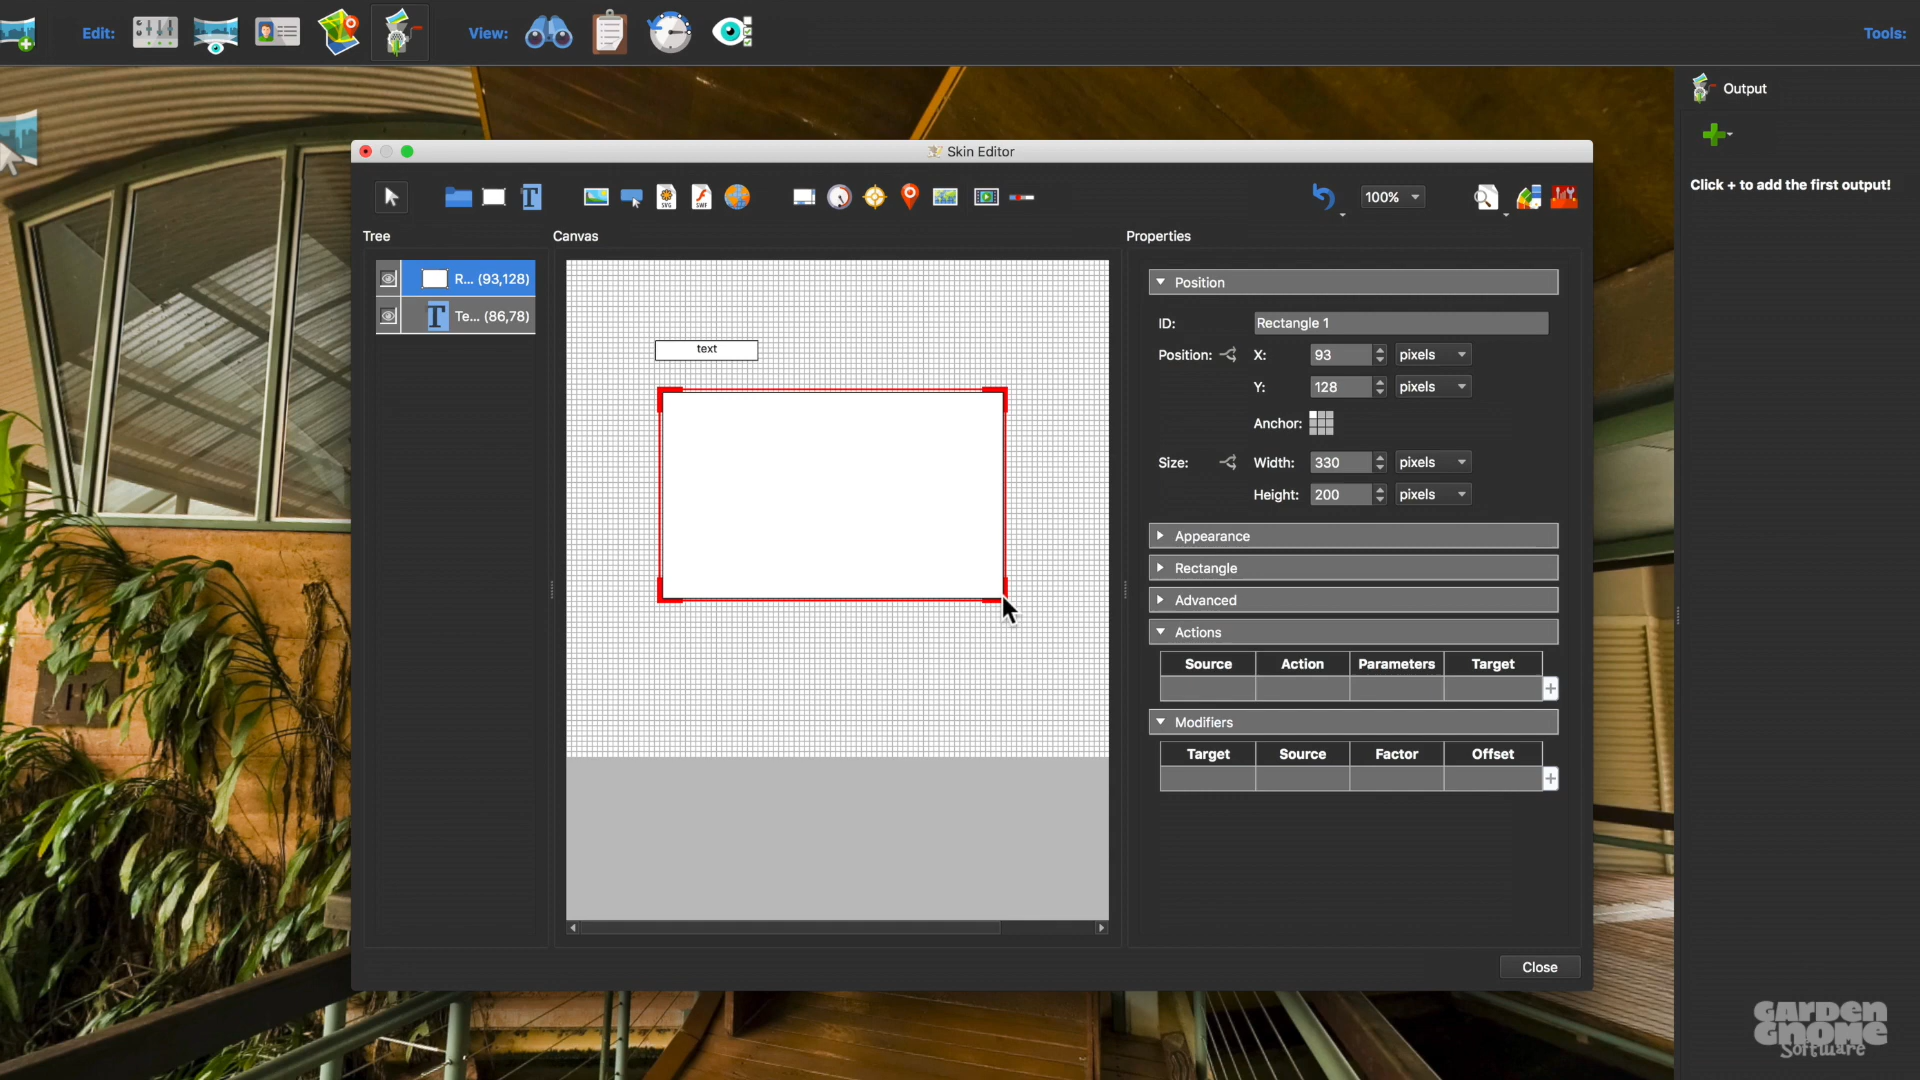 Edit:
View:
Tools:
Output
Click + to add the first output!
Skin Editor
T
SVG
SWF
100%
Tree
Canvas
Properties
R... (93,128)
T
Te... (86,78)
text
Position
ID:
Rectangle 1
Position:
X:
93
pixels
Y:
128
pixels
Anchor:
Size:
Width:
330
pixels
Height:
200
pixels
Appearance
Rectangle
Advanced
Actions
Source
Action
Parameters
Target
Modifiers
Target
Source
Factor
Offset
Close
GARDEN
GNOME
Software